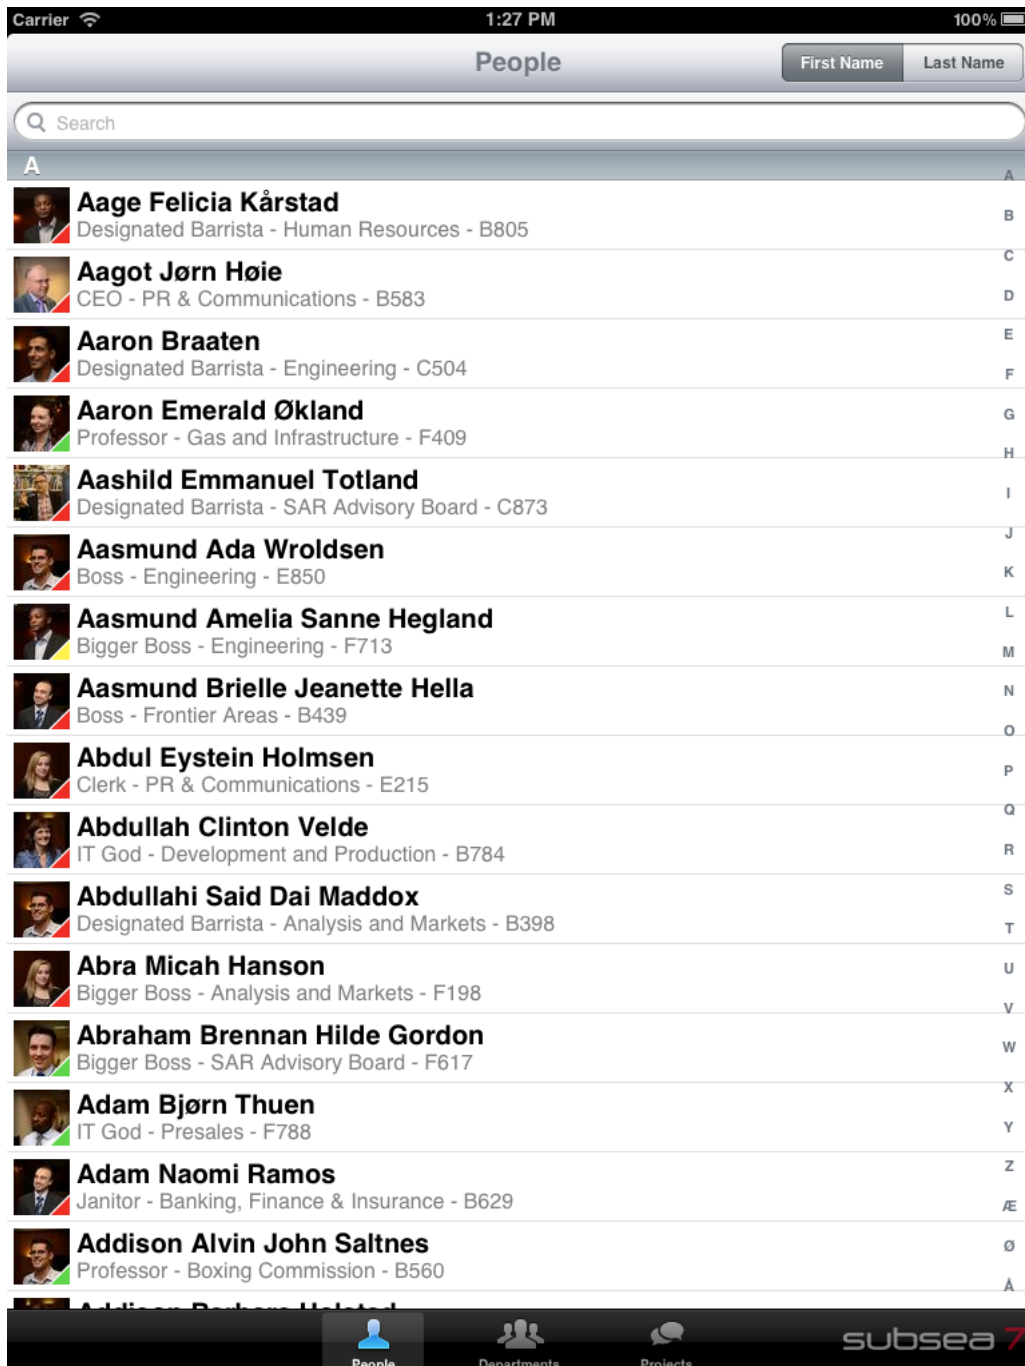 Carrier 1:27 PM 100%
People First Name Last Name
Search
A
Aage Felicia Kårstad
Designated Barrista - Human Resources - B805
Aagot Jørn Høie
CEO - PR & Communications - B583
Aaron Braaten
Designated Barrista - Engineering - C504
Aaron Emerald Økland
Professor - Gas and Infrastructure - F409
Aashild Emmanuel Totland
Designated Barrista - SAR Advisory Board - C873
Aasmund Ada Wroldsen
Boss - Engineering - E850
Aasmund Amelia Sanne Hegland
Bigger Boss - Engineering - F713
Aasmund Brielle Jeanette Hella
Boss - Frontier Areas - B439
Abdul Eystein Holmsen
Clerk - PR & Communications - E215
Abdullah Clinton Velde
IT God - Development and Production - B784
Abdullahi Said Dai Maddox
Designated Barrista - Analysis and Markets - B398
Abra Micah Hanson
Bigger Boss - Analysis and Markets - F198
Abraham Brennan Hilde Gordon
Bigger Boss - SAR Advisory Board - F617
Adam Bjørn Thuen
IT God - Presales - F788
Adam Naomi Ramos
Janitor - Banking, Finance & Insurance - B629
Addison Alvin John Saltnes
Professor - Boxing Commission - B560
A
B
C
D
E
F
G
H
I
J
K
L
M
N
O
P
Q
R
S
T
U
V
W
X
Y
Z
Æ
Ø
Å
People Departments Projects
subsea 7